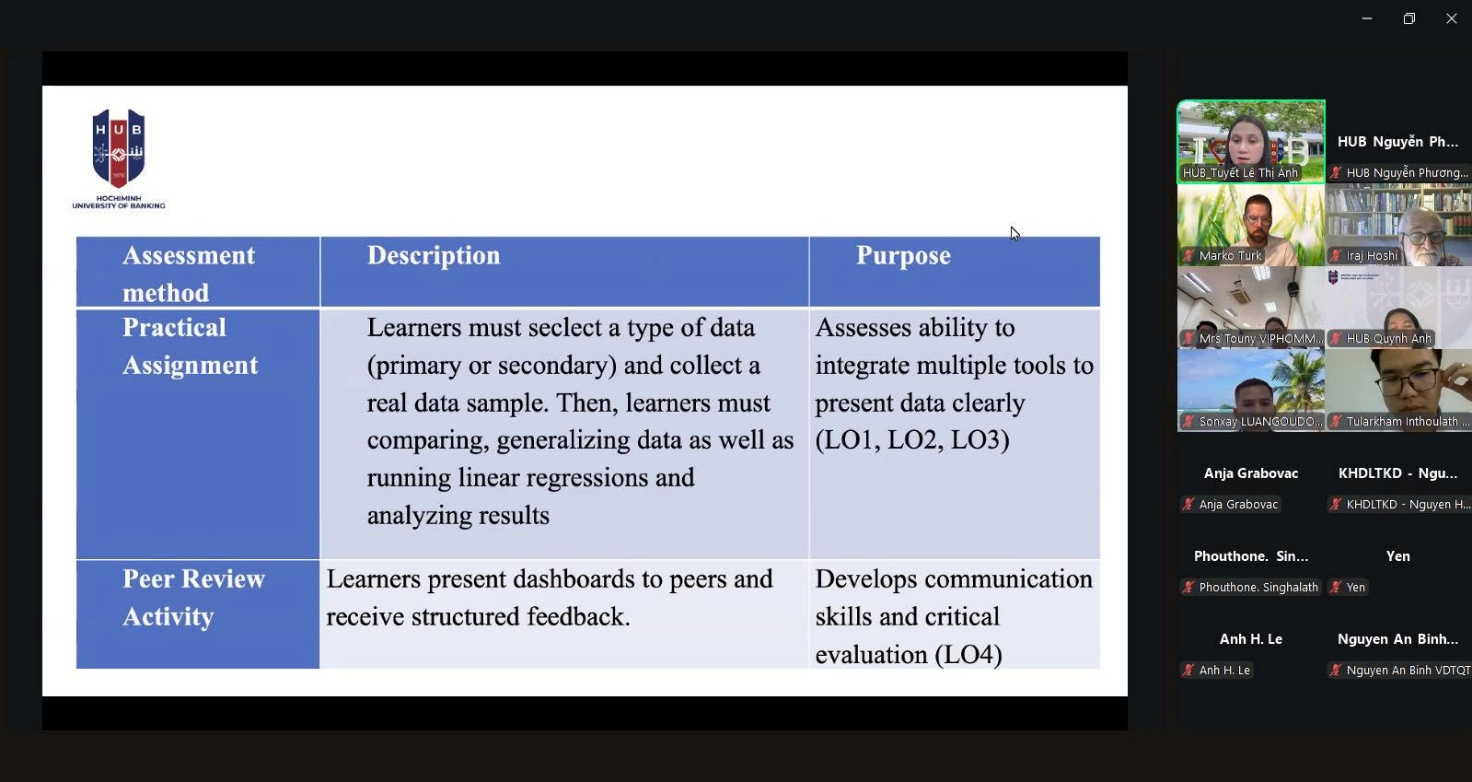 HUB
1976
HOCHIMINH
UNIVERSITY OF BANKING
Assessment
method
Description
Purpose
Practical
Assignment
Learners must seclect a type of data
(primary or secondary) and collect a
real data sample. Then, learners must
comparing, generalizing data as well as
running linear regressions and
analyzing results
Assesses ability to
integrate multiple tools to
present data clearly
(LO1, LO2, LO3)
Peer Review
Activity
Learners present dashboards to peers and
receive structured feedback.
Develops communication
skills and critical
evaluation (LO4)
HUB_Tuyết Lê Thị Ánh
HUB Nguyễn Ph...
HUB Nguyễn Phương...
Marko Turk
Iraj Hoshi
Mrs Touny VIPHOMM...
HUB Quynh Anh
Sonxay LUANGOUDO...
Tularkham Inthoulath ...
Anja Grabovac
KHDLTKD - Ngu...
Anja Grabovac
KHDLTKD - Nguyen H...
Phouthone. Sin...
Yen
Phouthone. Singhalath
Yen
Anh H. Le
Nguyen An Binh...
Anh H. Le
Nguyen An Binh VDTQT